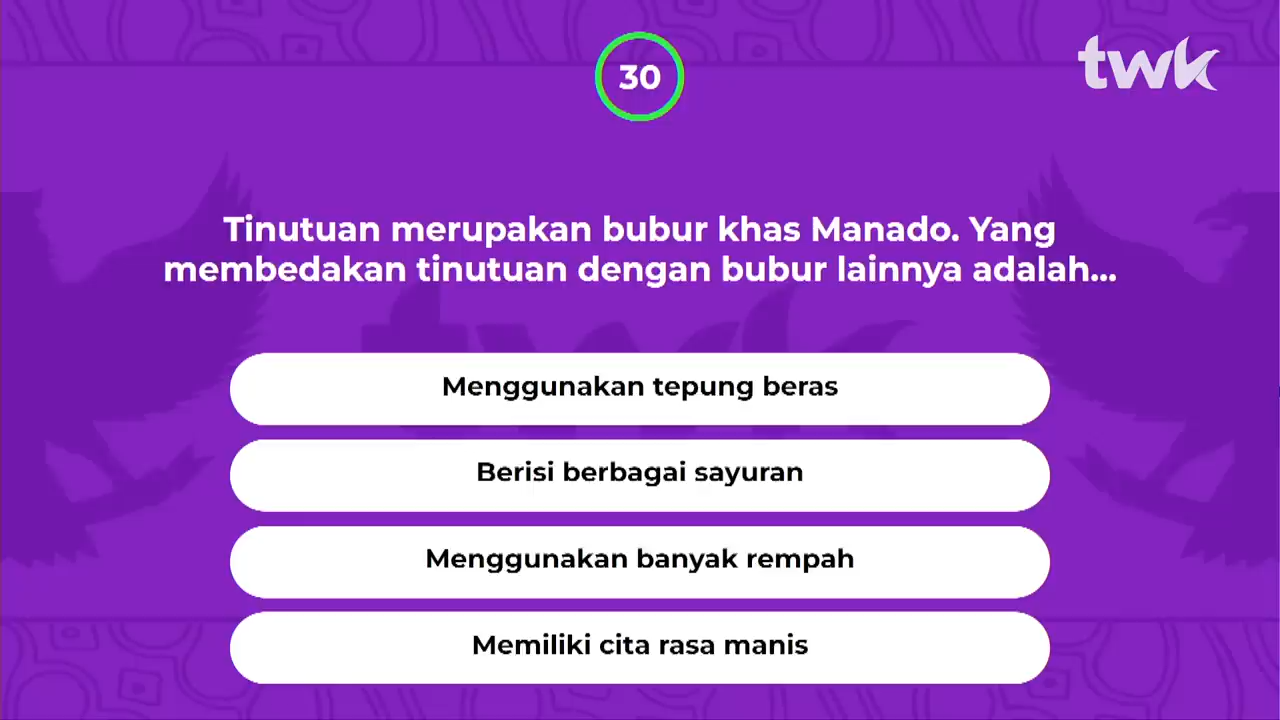 30
twk
Tinutuan merupakan bubur khas Manado. Yang
membedakan tinutuan dengan bubur lainnya adalah...
Menggunakan tepung beras
Berisi berbagai sayuran
Menggunakan banyak rempah
Memiliki cita rasa manis